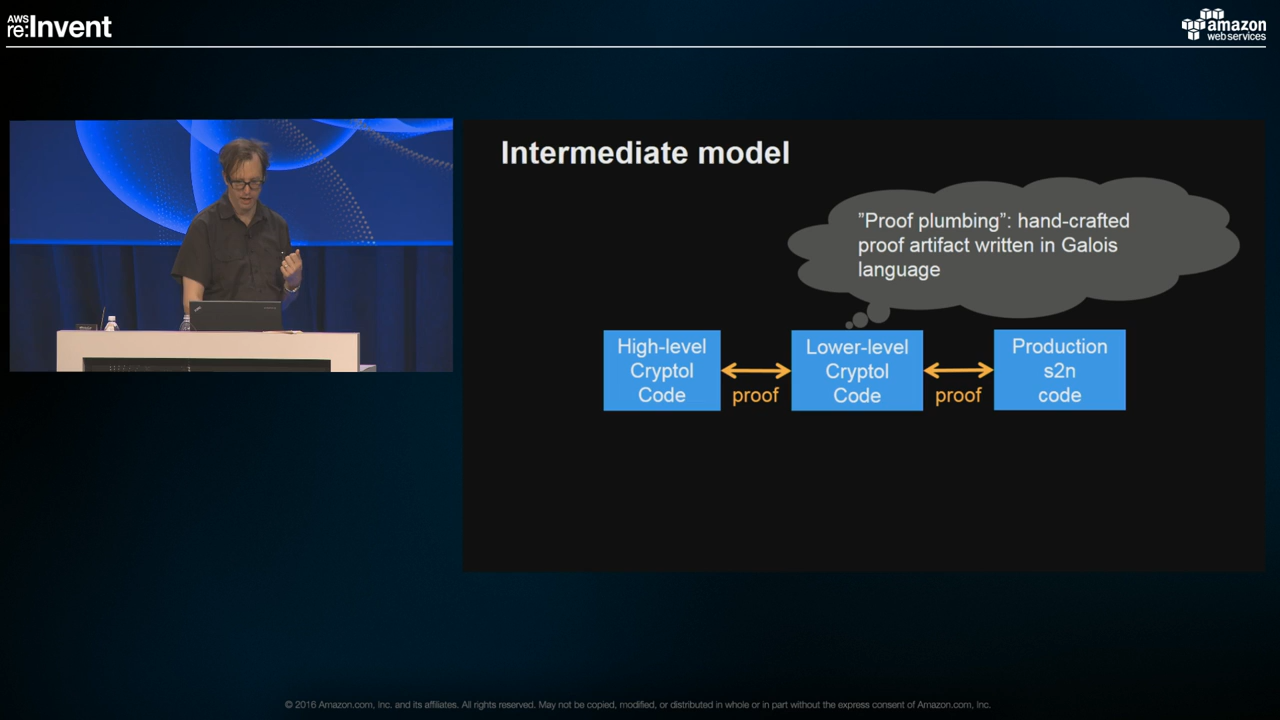 AWS
re:Invent
amazon
web services
Intermediate model
”Proof plumbing”: hand-crafted
proof artifact written in Galois
language
High-level
Cryptol
Code
proof
Lower-level
Cryptol
Code
proof
Production
s2n
code
© 2016 Amazon.com, Inc. and its affiliates. All rights reserved. May not be copied, modified, or distributed in whole or in part without the express consent of Amazon.com, Inc.